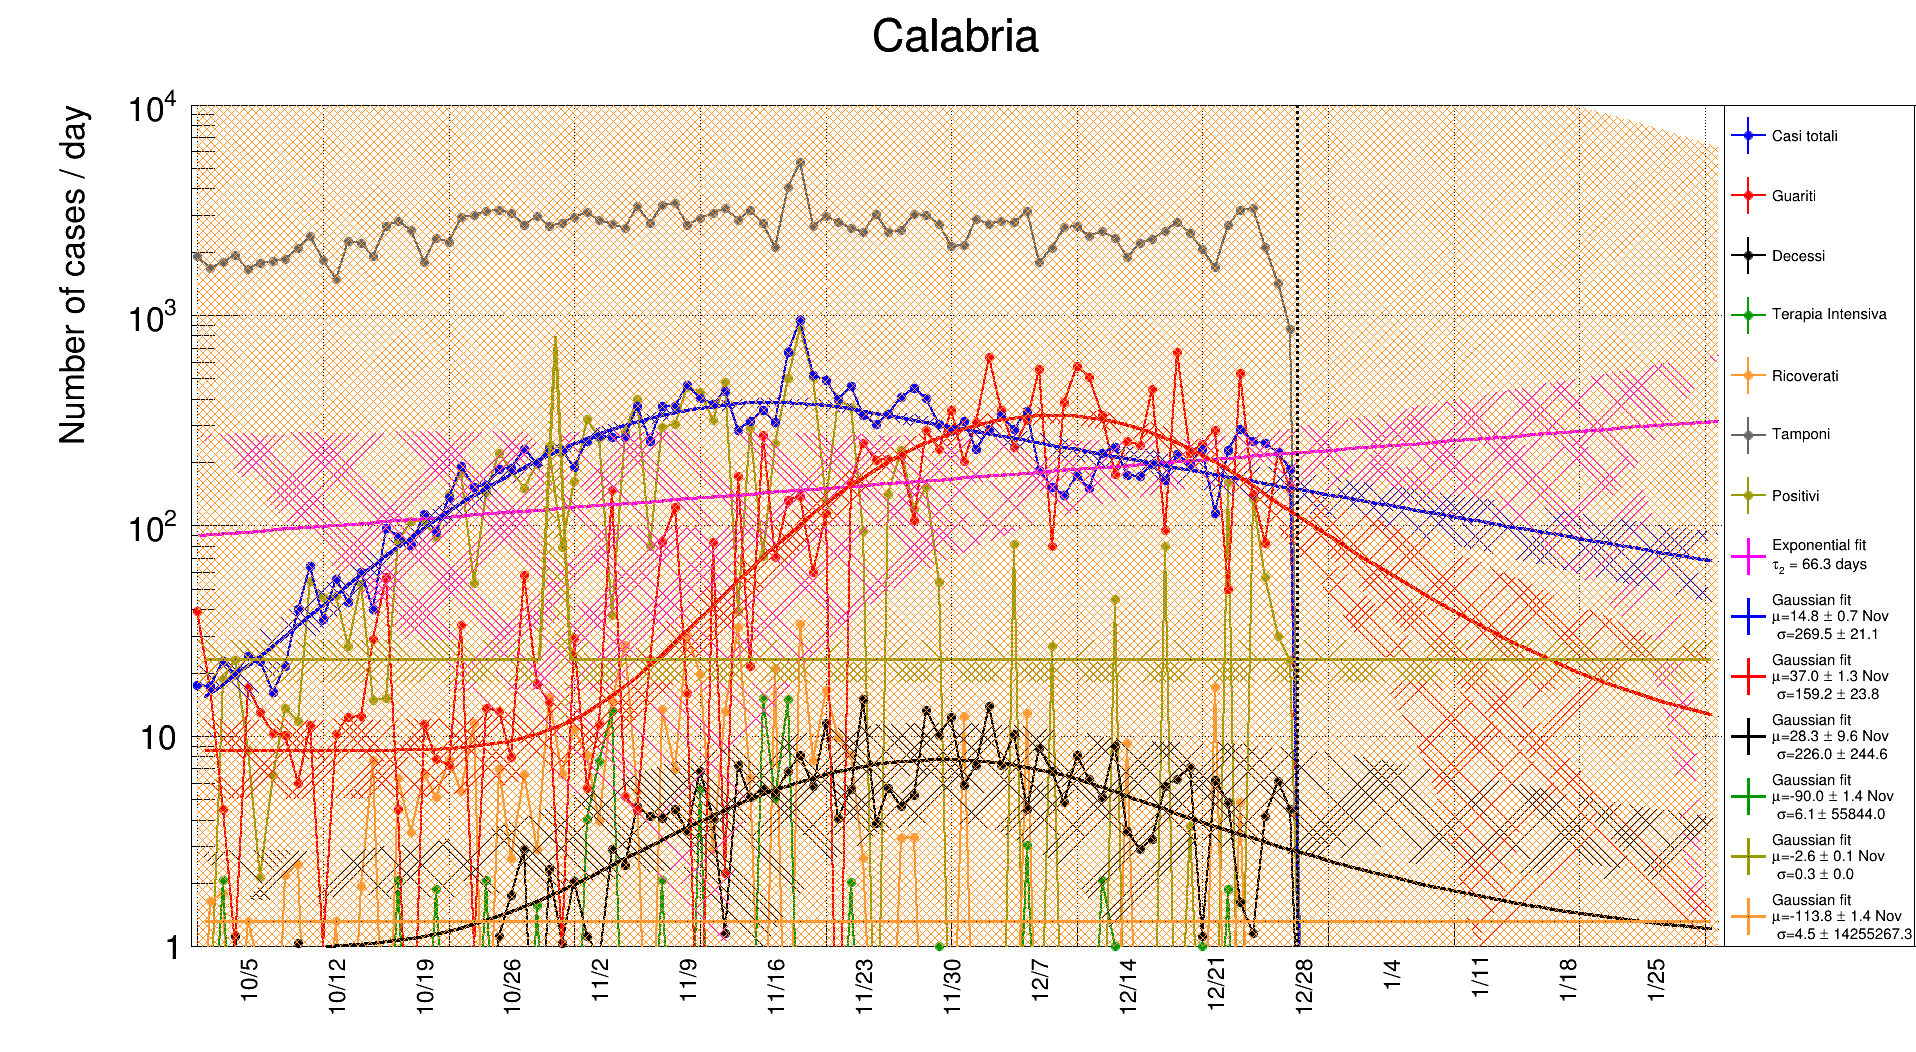 Calabria
Number of cases / day
10^4
10^3
10^2
10
1
10/5
10/12
10/19
10/26
11/2
11/9
11/16
11/23
11/30
12/7
12/14
12/21
12/28
1/4
1/11
1/18
1/25
Casi totali
Guariti
Decessi
Terapia Intensiva
Ricoverati
Tamponi
Positivi
Exponential fit
τ_2 = 66.3 days
Gaussian fit
μ=14.8 ± 0.7 Nov
σ=269.5 ± 21.1
Gaussian fit
μ=37.0 ± 1.3 Nov
σ=159.2 ± 23.8
Gaussian fit
μ=28.3 ± 9.6 Nov
σ=226.0 ± 244.6
Gaussian fit
μ=-90.0 ± 1.4 Nov
σ=6.1 ± 55844.0
Gaussian fit
μ=-2.6 ± 0.1 Nov
σ=0.3 ± 0.0
Gaussian fit
μ=-113.8 ± 1.4 Nov
σ=4.5 ± 14255267.3